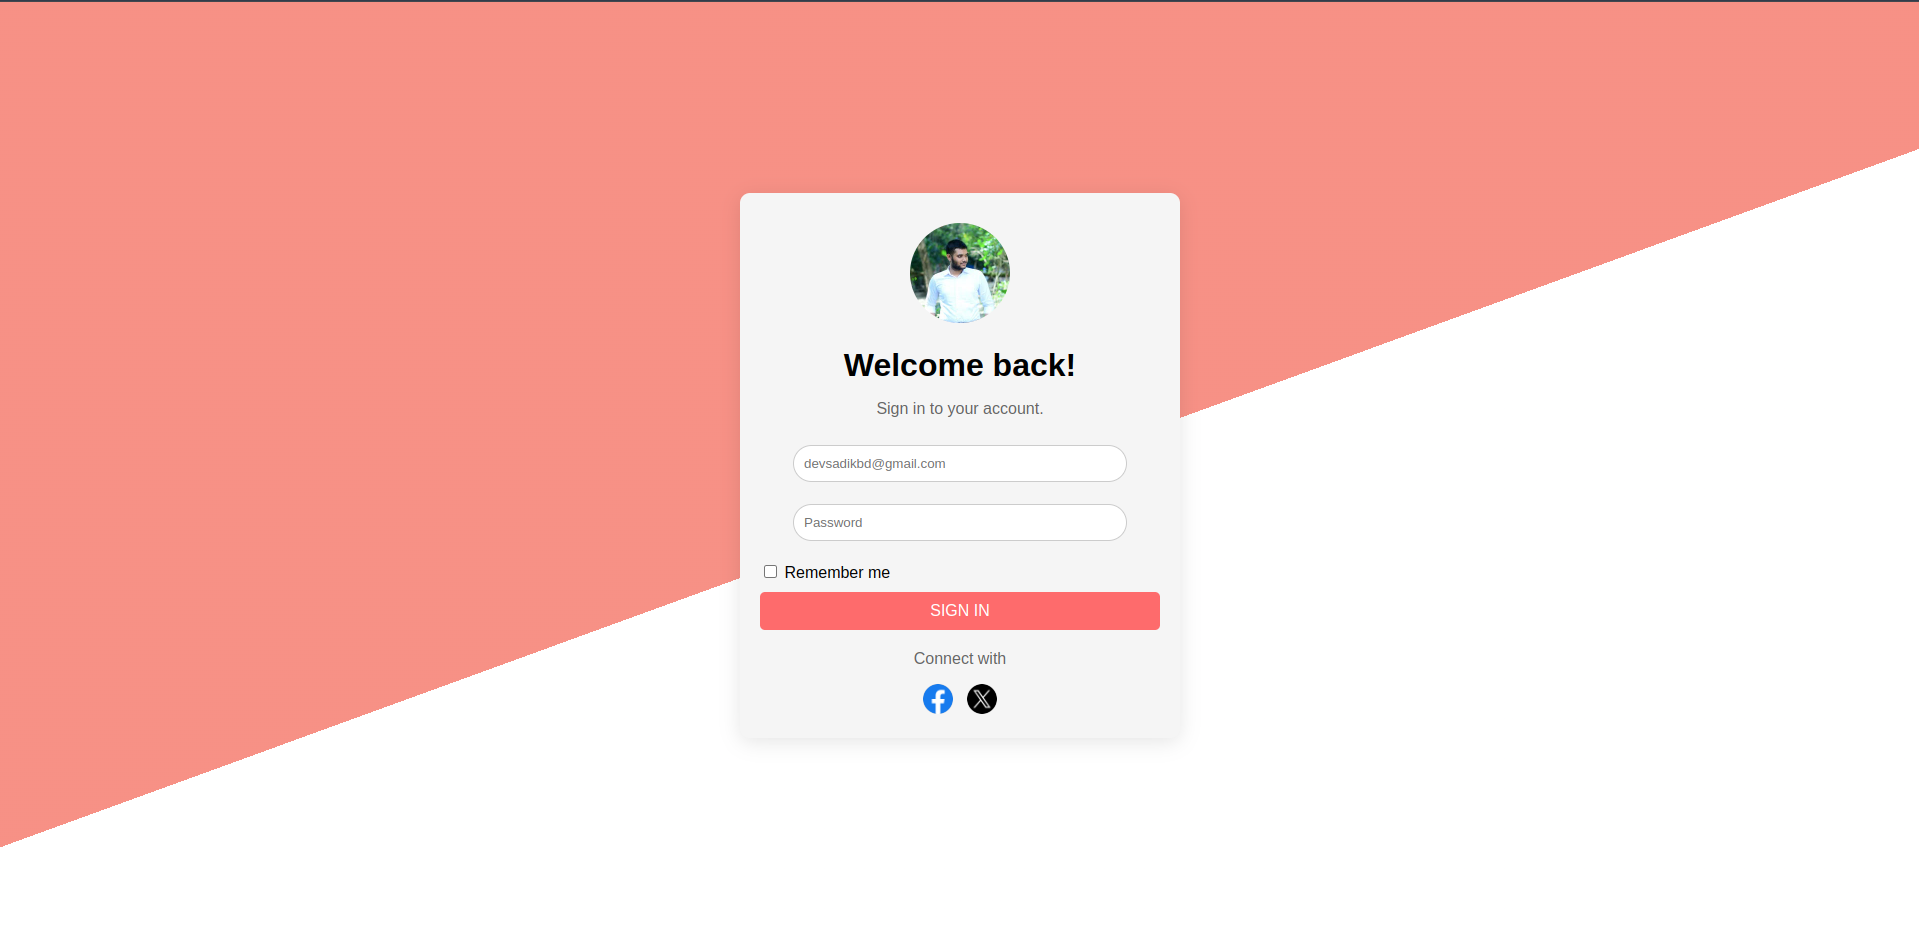 Welcome back!
Sign in to your account.
devsadikbd@gmail.com
Password
Remember me
SIGN IN
Connect with